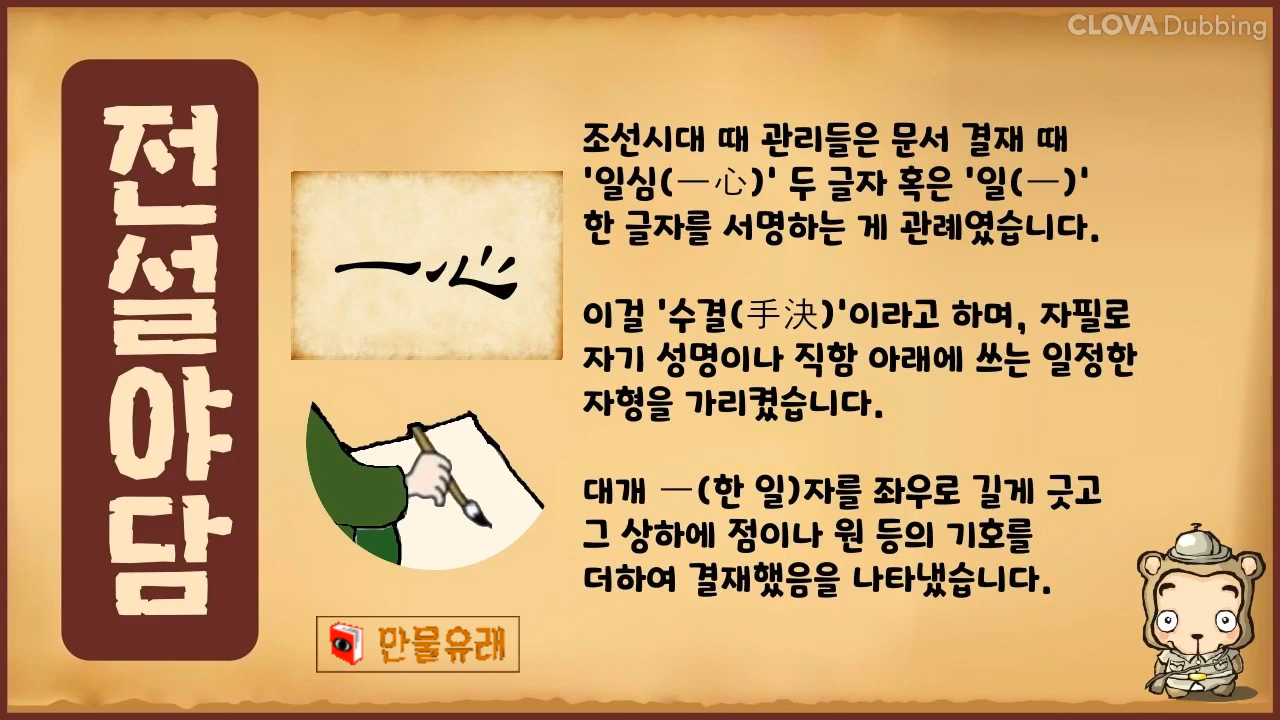 CLOVA Dubbing
전설야담
一心
조선시대 때 관리들은 문서 결재 때
'일심(一心)' 두 글자 혹은 '일(一)'
한 글자를 서명하는 게 관례였습니다.
이걸 '수결(手決)'이라고 하며, 자필로
자기 성명이나 직함 아래에 쓰는 일정한
자형을 가리켰습니다.
대개 一(한 일)자를 좌우로 길게 긋고
그 상하에 점이나 원 등의 기호를
더하여 결재했음을 나타냈습니다.
만물유래